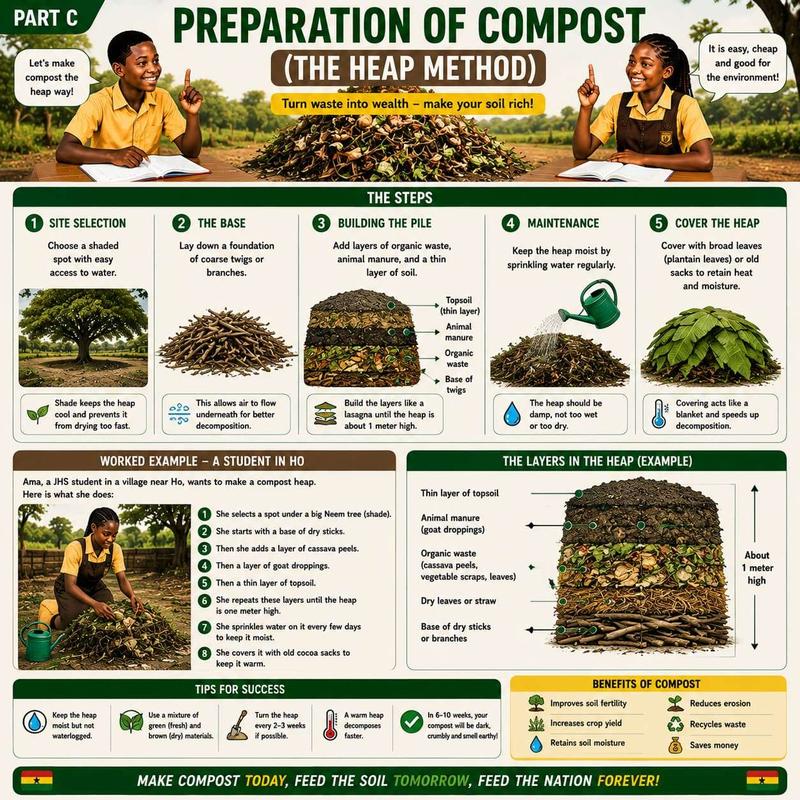 PART C
PREPARATION OF COMPOST
(THE HEAP METHOD)
Turn waste into wealth – make your soil rich!
Let's make
compost the
heap way!
It is easy, cheap
and good for
the environment!
THE STEPS
1 SITE SELECTION
Choose a shaded
spot with easy
access to water.
Shade keeps the heap
cool and prevents it
from drying too fast.
2 THE BASE
Lay down a foundation
of coarse twigs or
branches.
This allows air to flow
underneath for better
decomposition.
3 BUILDING THE PILE
Add layers of organic waste,
animal manure, and a thin
layer of soil.
Topsoil
(thin layer)
Animal
manure
Organic
waste
Base of
twigs
Build the layers like a
lasagna until the heap is
about 1 meter high.
4 MAINTENANCE
Keep the heap moist by
sprinkling water regularly.
The heap should be
damp, not too wet
or too dry.
5 COVER THE HEAP
Cover with broad leaves
(plantain leaves) or old
sacks to retain heat
and moisture.
Covering acts like a
blanket and speeds up
decomposition.
WORKED EXAMPLE – A STUDENT IN HO
Ama, a JHS student in a village near Ho, wants to make a compost heap.
Here is what she does:
1 She selects a spot under a big Neem tree (shade).
2 She starts with a base of dry sticks.
3 Then she adds a layer of cassava peels.
4 Then a layer of goat droppings.
5 Then a thin layer of topsoil.
6 She repeats these layers until the heap
is one meter high.
7 She sprinkles water on it every few days
to keep it moist.
8 She covers it with old cocoa sacks to
keep it warm.
THE LAYERS IN THE HEAP (EXAMPLE)
Thin layer of topsoil
Animal manure
(goat droppings)
Organic waste
(cassava peels,
vegetable scraps, leaves)
Dry leaves or straw
Base of dry sticks
or branches
About
1 meter
high
TIPS FOR SUCCESS
Keep the heap
moist but not
waterlogged.
Use a mixture of
green (fresh) and
brown (dry) materials.
Turn the heap
every 2–3 weeks
if possible.
A warm heap
decomposes
faster.
In 6–10 weeks, your
compost will be dark,
crumbly and smell earthy!
BENEFITS OF COMPOST
Improves soil fertility
Increases crop yield
Retains soil moisture
Reduces erosion
Recycles waste
Saves money
MAKE COMPOST TODAY, FEED THE SOIL TOMORROW, FEED THE NATION FOREVER!